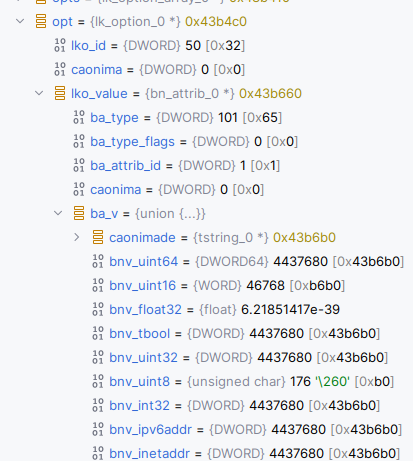 opt = {lk_option_0 *} 0x43b4c0
lko_id = {DWORD} 50 [0x32]
caonima = {DWORD} 0 [0x0]
lko_value = {bn_attrib_0 *} 0x43b660
ba_type = {DWORD} 101 [0x65]
ba_type_flags = {DWORD} 0 [0x0]
ba_attrib_id = {DWORD} 1 [0x1]
caonima = {DWORD} 0 [0x0]
ba_v = {union {...}}
caonimade = {tstring_0 *} 0x43b6b0
bnv_uint64 = {DWORD64} 4437680 [0x43b6b0]
bnv_uint16 = {WORD} 46768 [0xb6b0]
bnv_float32 = {float} 6.21851417e-39
bnv_tbool = {DWORD} 4437680 [0x43b6b0]
bnv_uint32 = {DWORD} 4437680 [0x43b6b0]
bnv_uint8 = {unsigned char} 176 '\260' [0xb0]
bnv_int32 = {DWORD} 4437680 [0x43b6b0]
bnv_ipv6addr = {DWORD} 4437680 [0x43b6b0]
bnv_inetaddr = {DWORD} 4437680 [0x43b6b0]